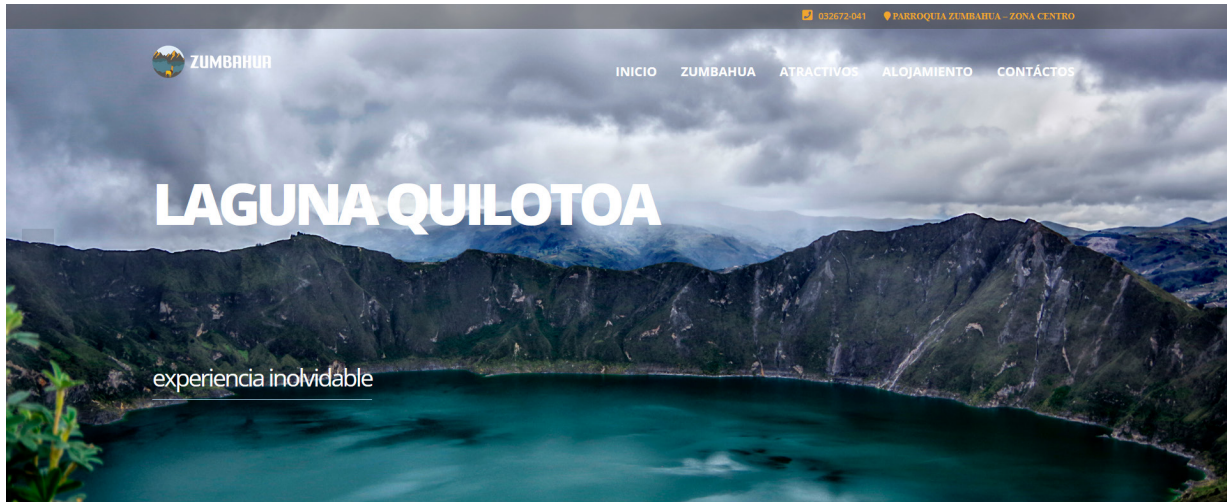 032672-041 PARROQUIA ZUMBAHUA – ZONA CENTRO
ZUMBAHUA
INICIO ZUMBAHUA ATRACTIVOS ALOJAMIENTO CONTÁCTOS
LAGUNA QUILOTOA
experiencia inolvidable